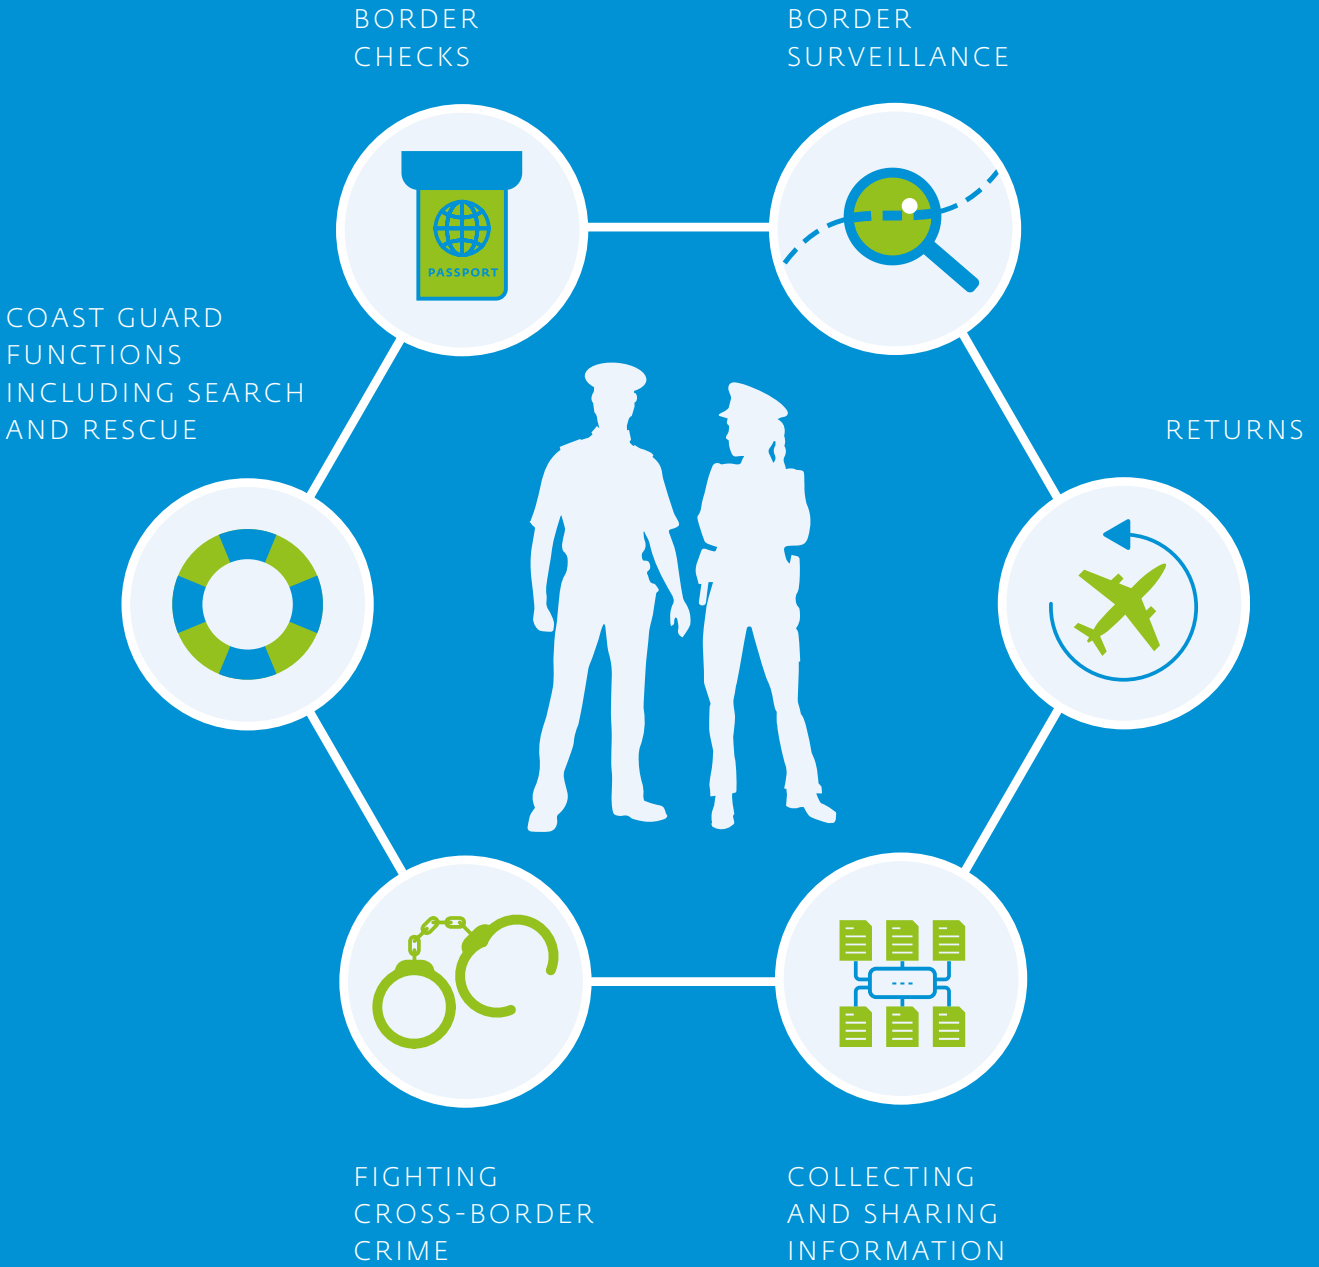 BORDER
CHECKS
BORDER
SURVEILLANCE
PASSPORT
COAST GUARD
FUNCTIONS
INCLUDING SEARCH
AND RESCUE
RETURNS
FIGHTING
CROSS-BORDER
CRIME
COLLECTING
AND SHARING
INFORMATION